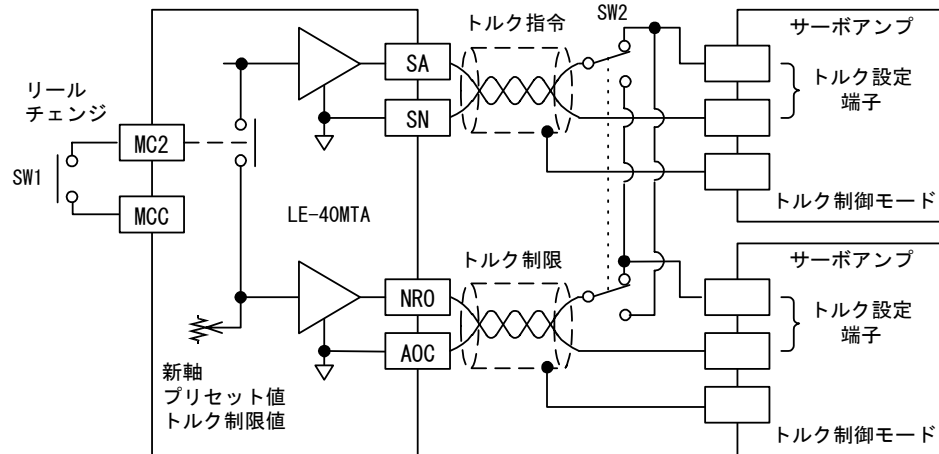 リール
チェンジ
SW1
MC2
MCC
LE-40MTA
新軸
プリセット値
トルク制限値
SA
SN
NRO
AOC
トルク指令
トルク制限
SW2
サーボアンプ
トルク設定
端子
トルク制御モード
サーボアンプ
トルク設定
端子
トルク制御モード